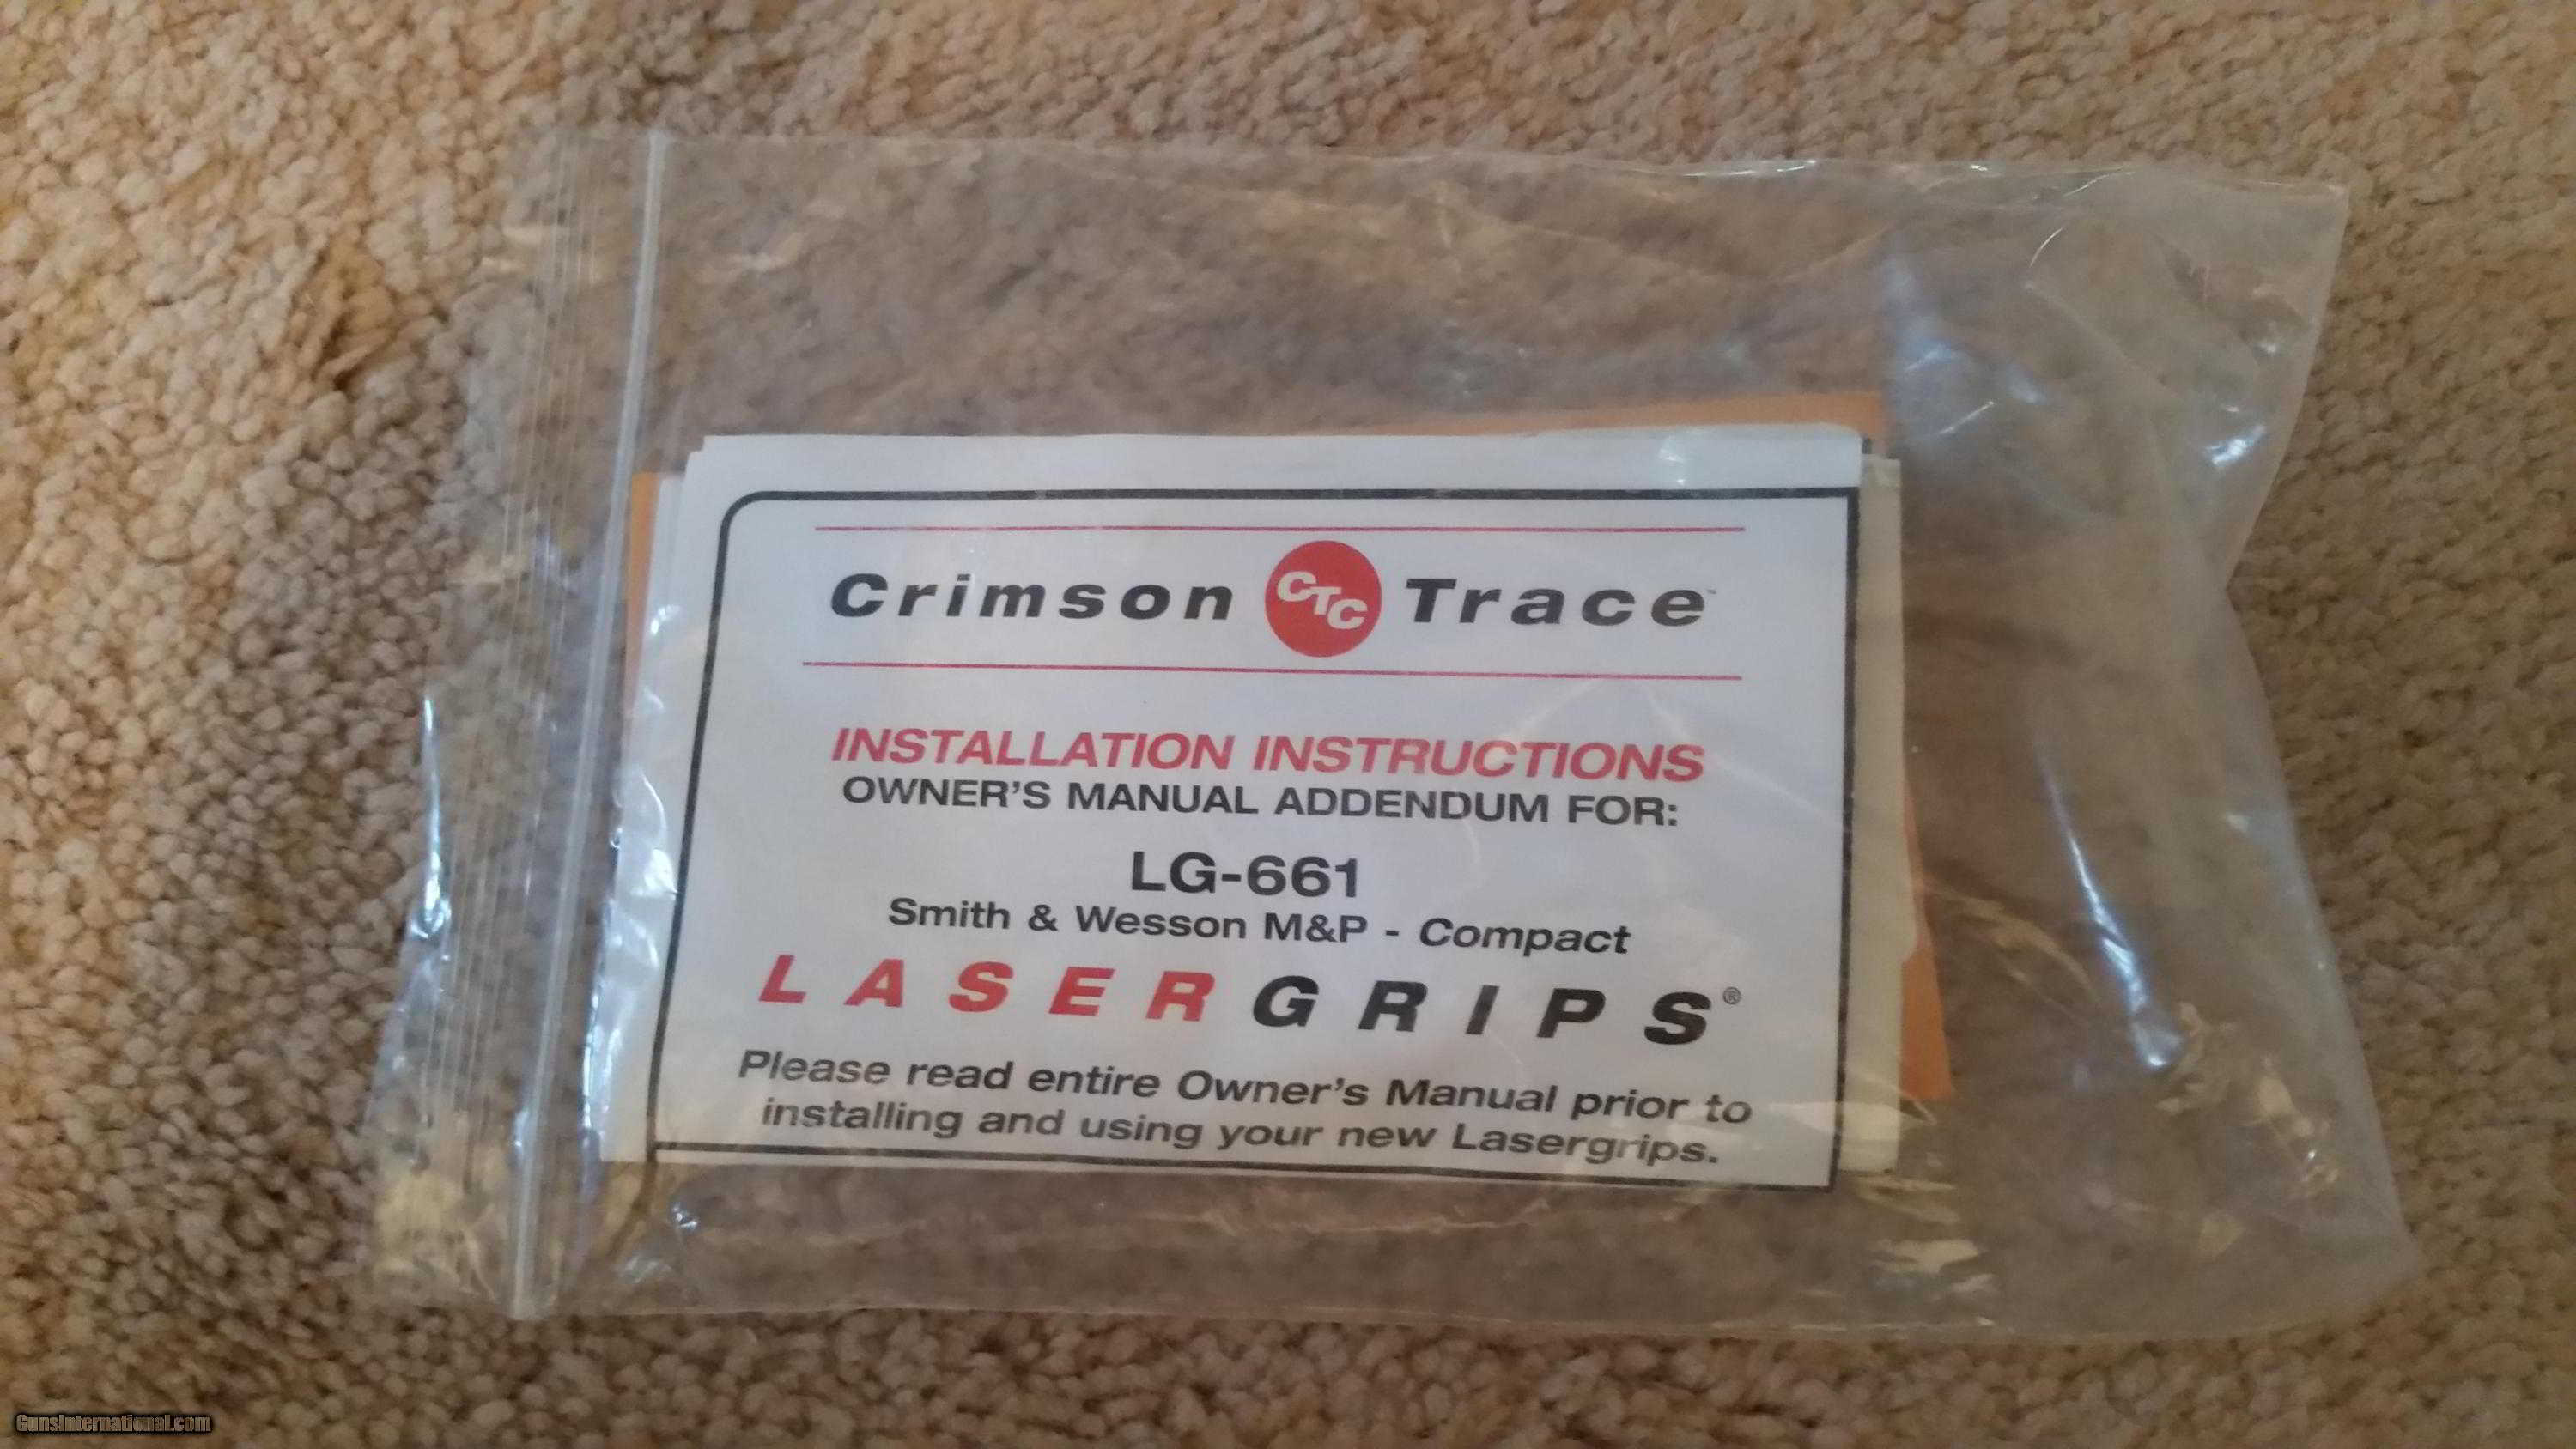 Crimson CTC Trace™
INSTALLATION INSTRUCTIONS
OWNER'S MANUAL ADDENDUM FOR:
LG-661
Smith & Wesson M&P - Compact
LASERGRIPS®
Please read entire Owner's Manual prior to
installing and using your new Lasergrips.
GunsInternational.com